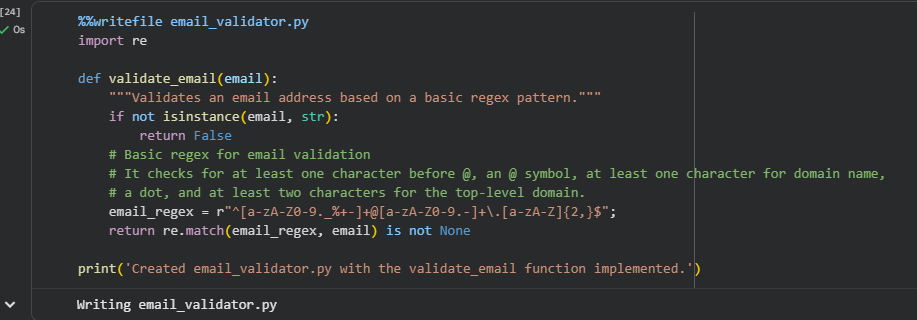 [24]
✓ 0s
%%writefile email_validator.py
import re
def validate_email(email):
"""Validates an email address based on a basic regex pattern."""
if not isinstance(email, str):
return False
# Basic regex for email validation
# It checks for at least one character before @, an @ symbol, at least one character for domain name,
# a dot, and at least two characters for the top-level domain.
email_regex = r"^[a-zA-Z0-9._%+-]+@[a-zA-Z0-9.-]+\.[a-zA-Z]{2,}$";
return re.match(email_regex, email) is not None
print('Created email_validator.py with the validate_email function implemented.')
Writing email_validator.py